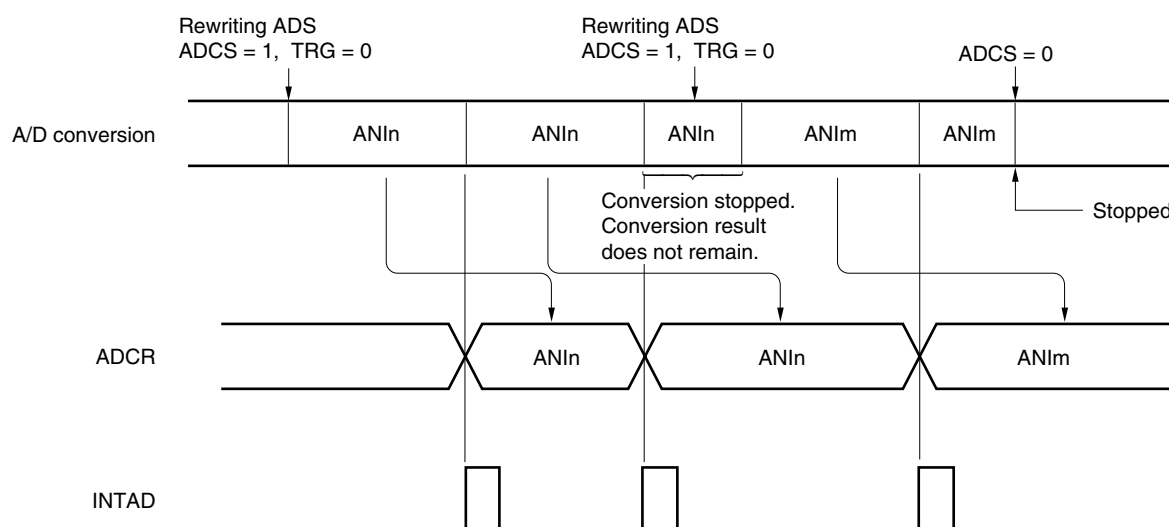 Rewriting ADS
ADCS = 1, TRG = 0
Rewriting ADS
ADCS = 1, TRG = 0
ADCS = 0
A/D conversion
ANIn
ANIn
ANIn
ANIm
ANIm
Conversion stopped.
Conversion result
does not remain.
Stopped
ADCR
ANIn
ANIn
ANIm
INTAD